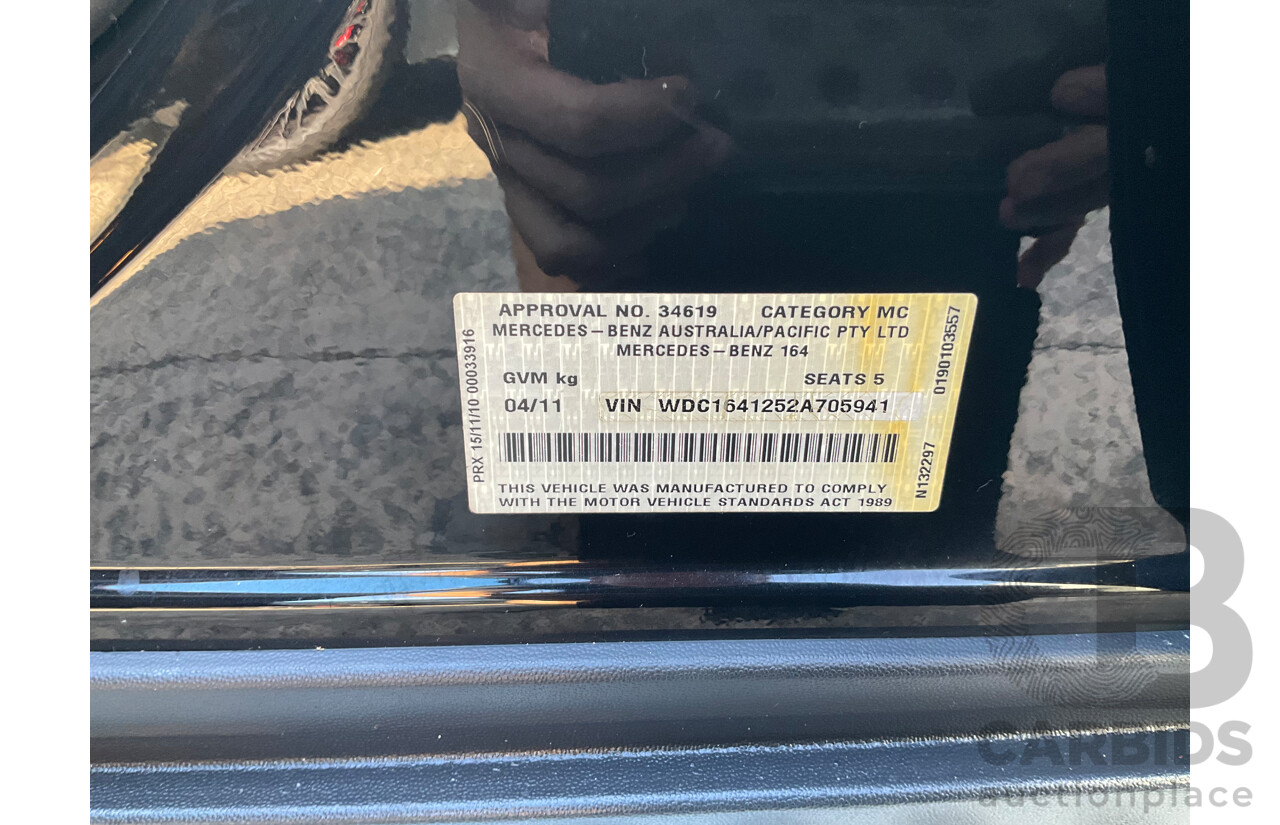 APPROVAL NO. 34619 CATEGORY MC
MERCEDES-BENZ AUSTRALIA/PACIFIC PTY LTD
MERCEDES-BENZ 164
GVM kg SEATS 5
04/11 VIN WDC1641252A705941
THIS VEHICLE WAS MANUFACTURED TO COMPLY
WITH THE MOTOR VEHICLE STANDARDS ACT 1989
PRX 15/11/10 00033916
0190103557
N132297
B
CARBIDS
auctionplace